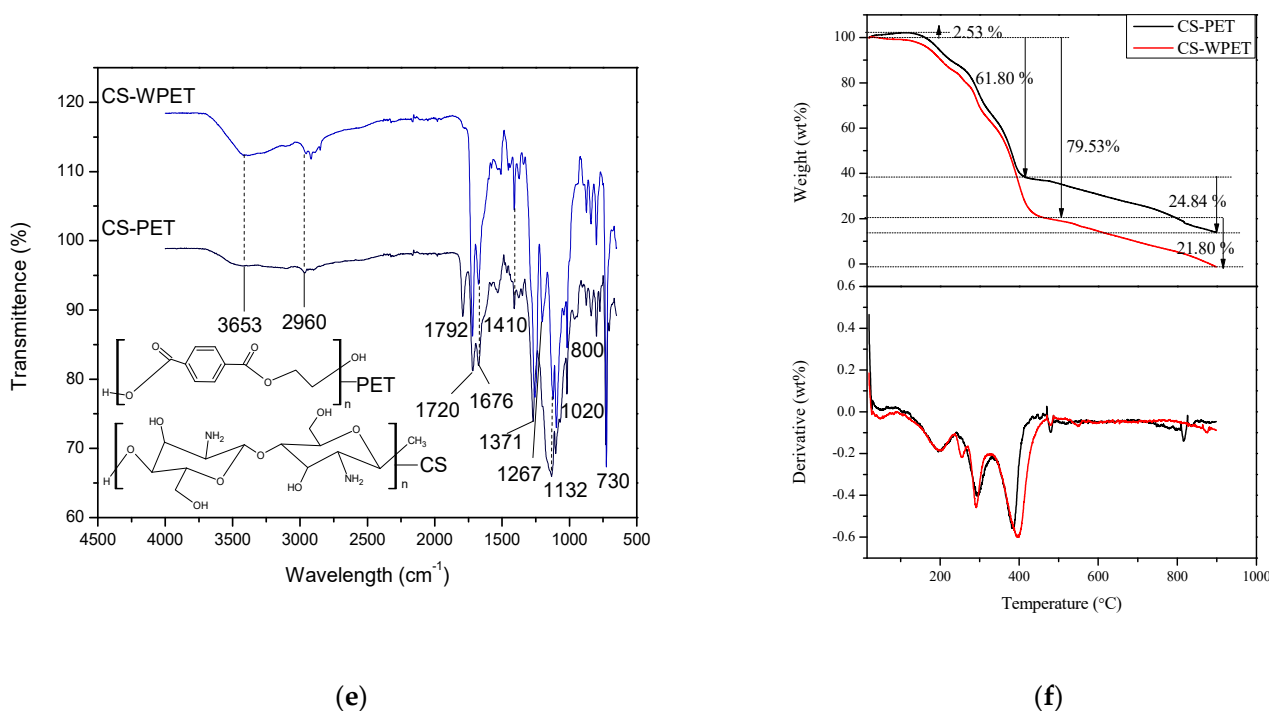 CS-WPET
CS-PET
3653
2960
1792
1410
800
1720
1676
1020
1371
1267
1132
730
O
O
OH
H
O
O
PET
n
OH
HO
NH2
O
O
O
CH3
H
O
O
CS
HO
NH2
n
OH
120
110
100
90
80
70
60
Transmittence (%)
4500
4000
3500
3000
2500
2000
1500
1000
500
Wavelength (cm-1)
(e)
CS-PET
CS-WPET
2.53 %
61.80 %
79.53%
24.84 %
21.80 %
100
80
60
40
20
0
Weight (wt%)
0.6
0.4
0.2
0.0
-0.2
-0.4
-0.6
Derivative (wt%)
200
400
600
800
1000
Temperature (°C)
(f)